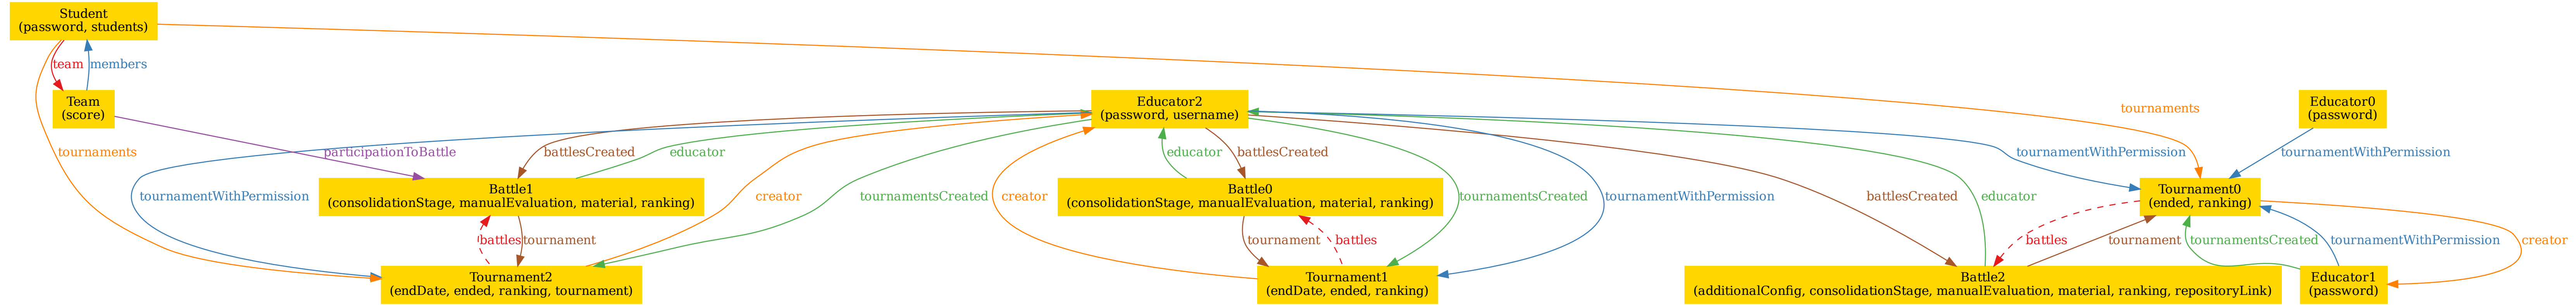 Student
(password, students)
team
members
Team
(score)
Educator2
(password, username)
tournaments
Educator0
(password)
tournaments
participationToBattle
battlesCreated
educator
educator
battlesCreated
tournamentWithPermission
tournamentWithPermission
tournamentWithPermission
Battle1
(consolidationStage, manualEvaluation, material, ranking)
creator
tournamentsCreated
creator
Battle0
(consolidationStage, manualEvaluation, material, ranking)
tournamentsCreated
tournamentWithPermission
battlesCreated
educator
Tournament0
(ended, ranking)
battles
tournament
tournament
battles
battles
tournament
tournamentsCreated
tournamentWithPermission
creator
Tournament2
(endDate, ended, ranking, tournament)
Tournament1
(endDate, ended, ranking)
Battle2
(additionalConfig, consolidationStage, manualEvaluation, material, ranking, repositoryLink)
Educator1
(password)